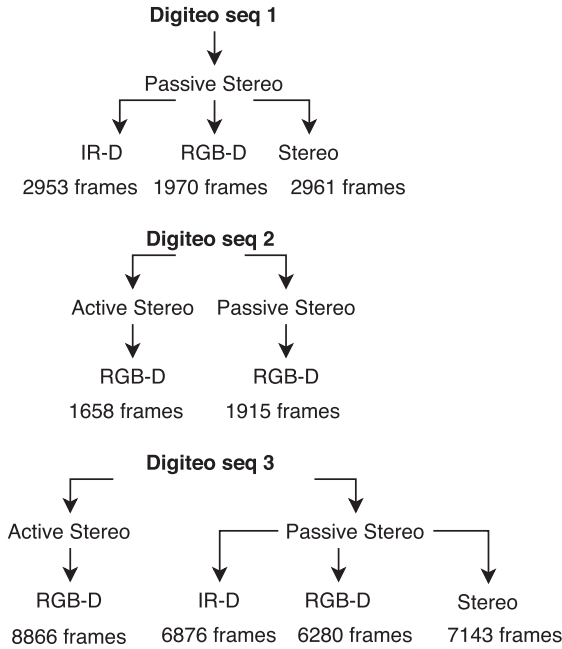 Digiteo seq 1
Passive Stereo
IR-D RGB-D Stereo
2953 frames 1970 frames 2961 frames
Digiteo seq 2
Active Stereo Passive Stereo
RGB-D RGB-D
1658 frames 1915 frames
Digiteo seq 3
Active Stereo Passive Stereo
RGB-D IR-D RGB-D Stereo
8866 frames 6876 frames 6280 frames 7143 frames